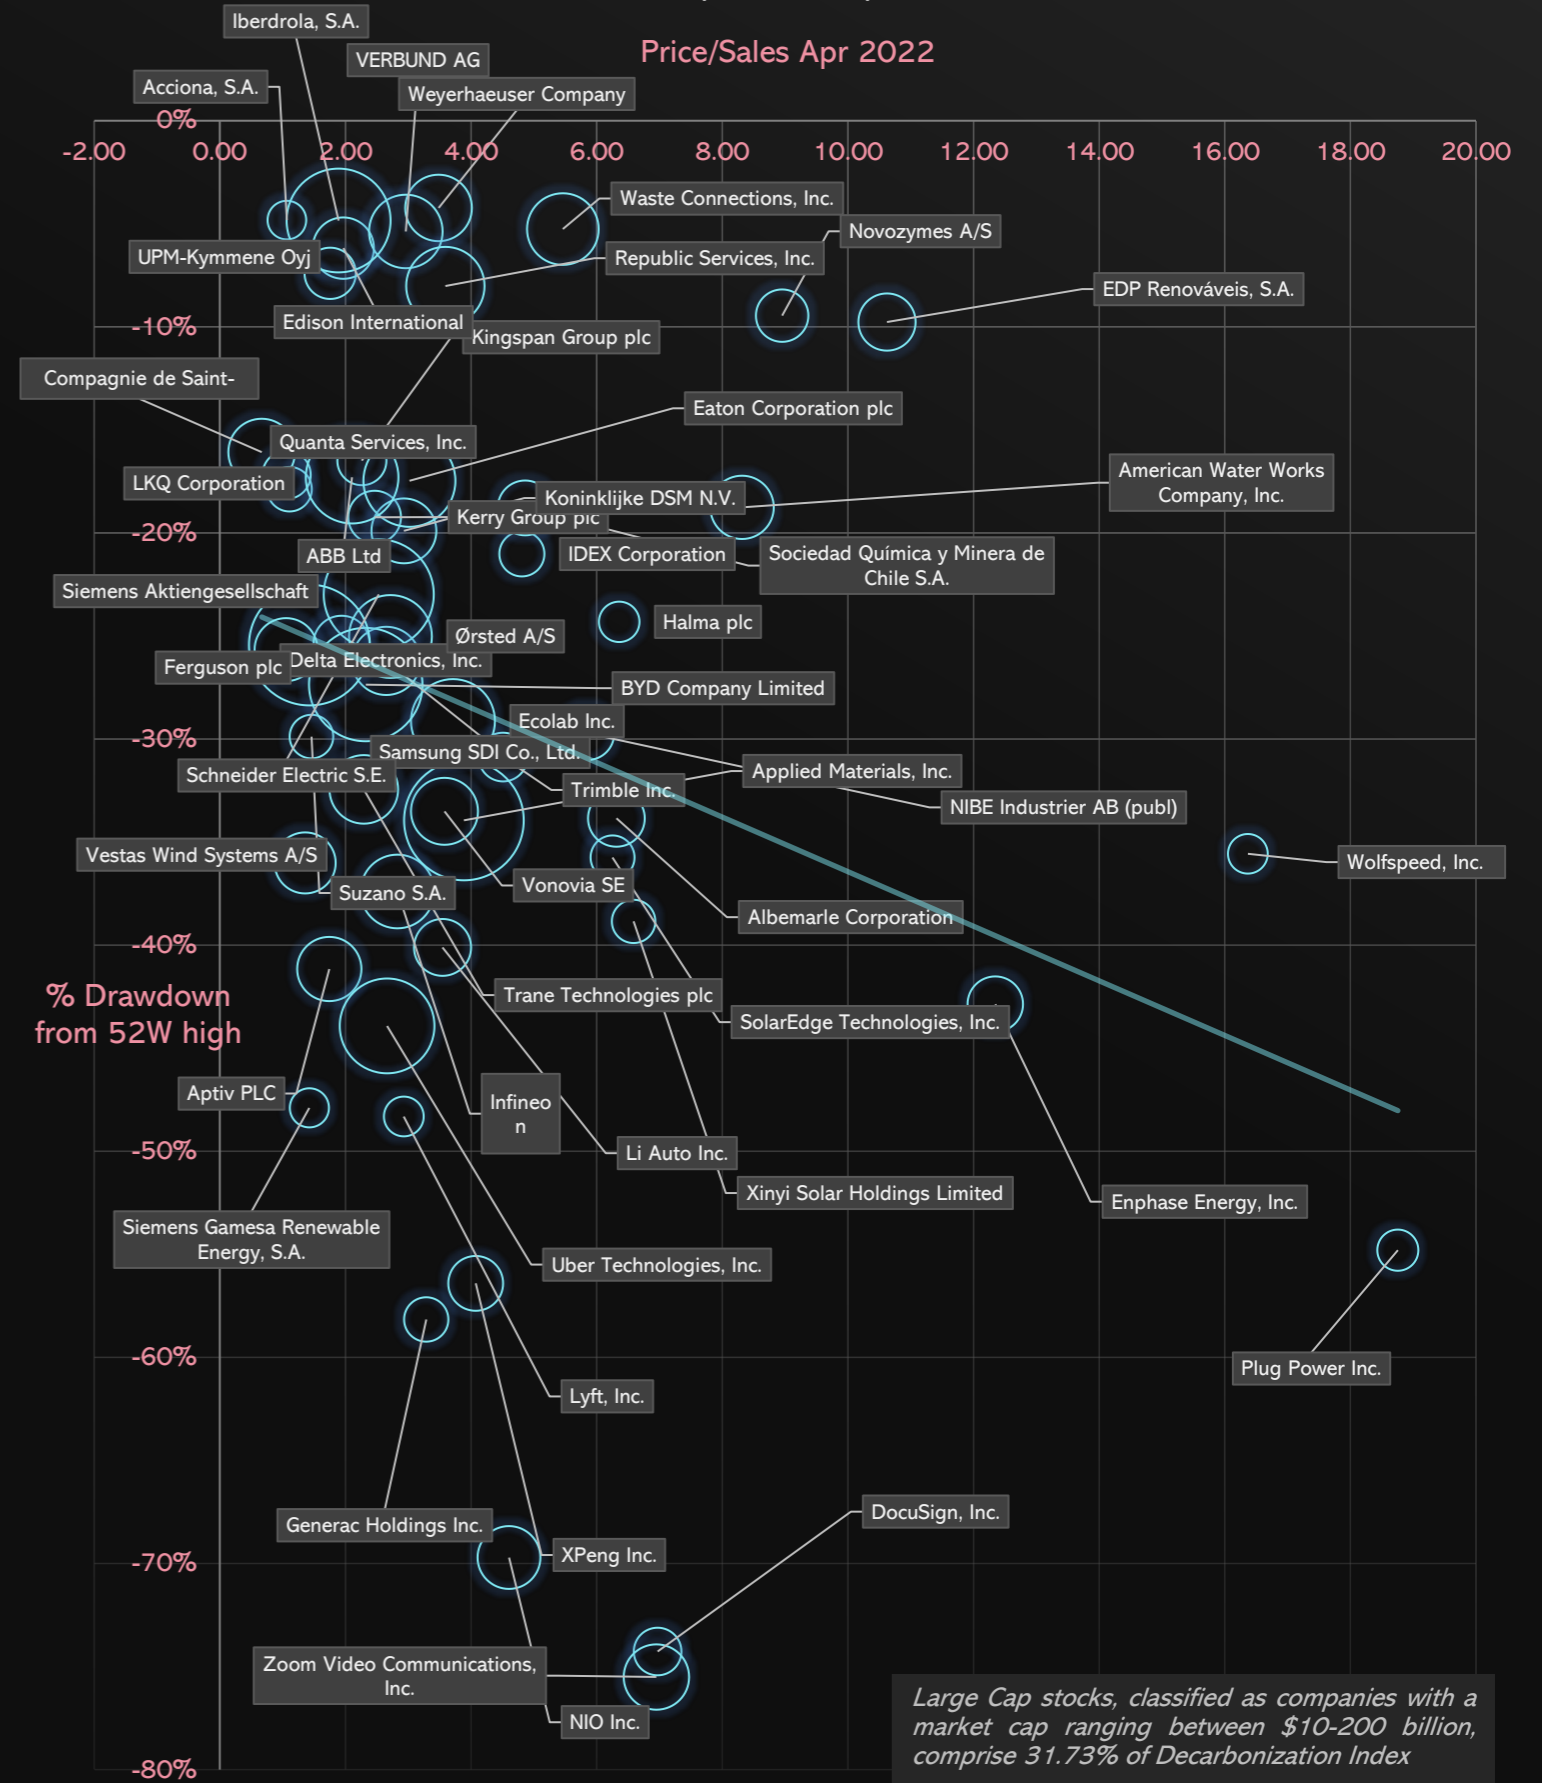 Iberdrola, S.A.
Price/Sales Apr 2022
VERBUND AG
Acciona, S.A.
Weyerhaeuser Company
0%
-2.00 0.00 2.00 4.00 6.00 8.00 10.00 12.00 14.00 16.00 18.00 20.00
Waste Connections, Inc.
Novozymes A/S
UPM-Kymmene Oyj
Republic Services, Inc.
EDP Renováveis, S.A.
Edison International
-10%
Kingspan Group plc
Compagnie de Saint-
Eaton Corporation plc
Quanta Services, Inc.
American Water Works
Company, Inc.
LKQ Corporation
Koninklijke DSM N.V.
Kerry Group plc
-20%
ABB Ltd
IDEX Corporation
Sociedad Química y Minera de
Chile S.A.
Siemens Aktiengesellschaft
Halma plc
Ørsted A/S
Ferguson plc
Delta Electronics, Inc.
BYD Company Limited
Ecolab Inc.
-30%
Samsung SDI Co., Ltd.
Schneider Electric S.E.
Applied Materials, Inc.
Trimble Inc.
NIBE Industrier AB (publ)
Vestas Wind Systems A/S
Wolfspeed, Inc.
Suzano S.A.
Vonovia SE
Albemarle Corporation
-40%
% Drawdown
from 52W high
Trane Technologies plc
SolarEdge Technologies, Inc.
Aptiv PLC
Infineo
n
-50%
Li Auto Inc.
Xinyi Solar Holdings Limited
Enphase Energy, Inc.
Siemens Gamesa Renewable
Energy, S.A.
Uber Technologies, Inc.
-60%
Plug Power Inc.
Lyft, Inc.
DocuSign, Inc.
Generac Holdings Inc.
-70%
XPeng Inc.
Zoom Video Communications,
Inc.
NIO Inc.
-80%
Large Cap stocks, classified as companies with a
market cap ranging between $10-200 billion,
comprise 31.73% of Decarbonization Index